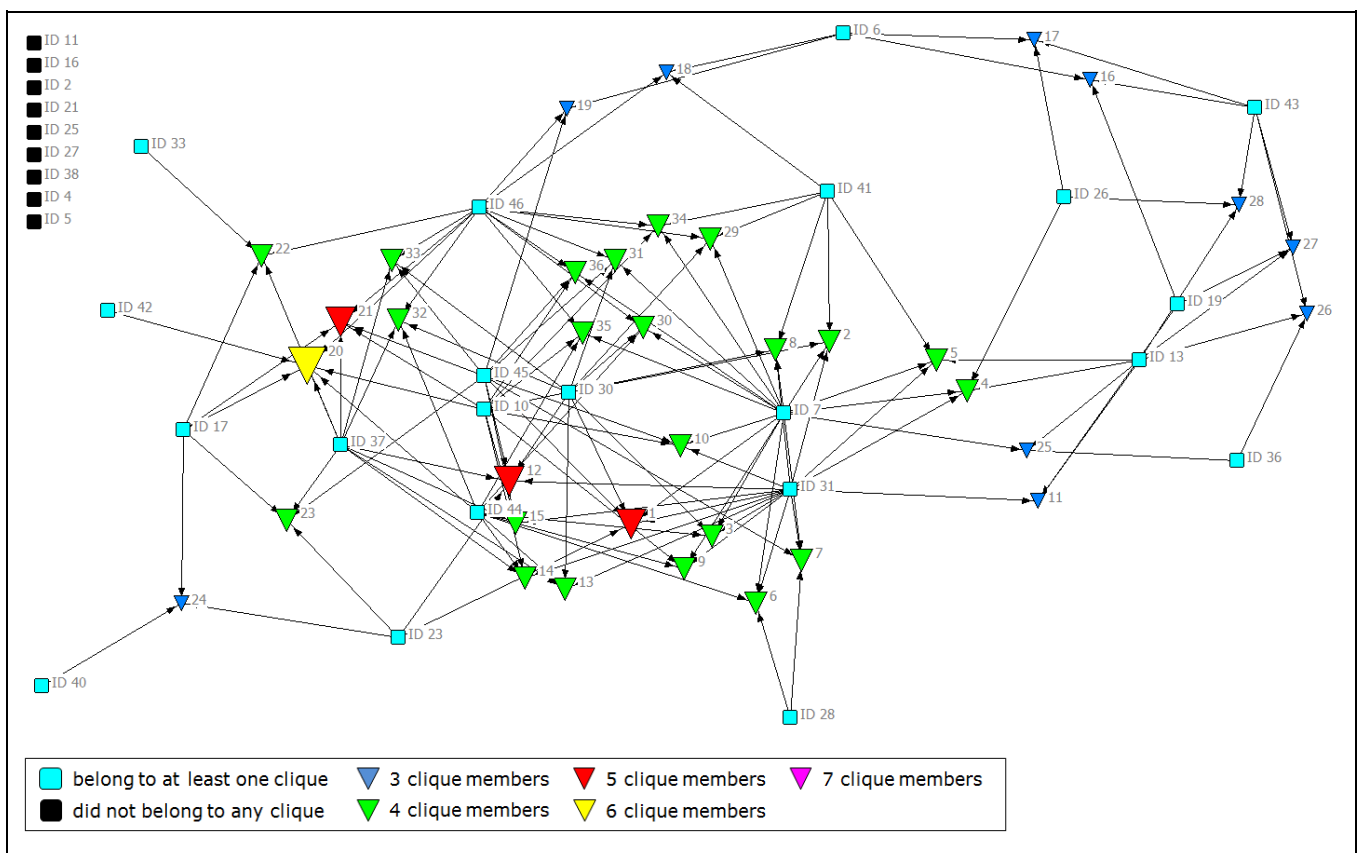 ID 11
ID 16
ID 2
ID 21
ID 25
ID 27
ID 38
ID 4
ID 5
ID 6
17
18
16
19
ID 43
ID 33
ID 41
ID 26
28
ID 46
34
29
27
22
33
31
36
ID 19
26
ID 42
21
32
35
30
8
2
5
ID 13
20
4
ID 45
ID 30
ID 10
ID 7
ID 17
ID 37
10
25
ID 36
12
ID 31
11
ID 44
23
15
1
3
9
7
14
13
24
6
ID 23
ID 40
ID 28
belong to at least one clique
3 clique members
5 clique members
7 clique members
did not belong to any clique
4 clique members
6 clique members